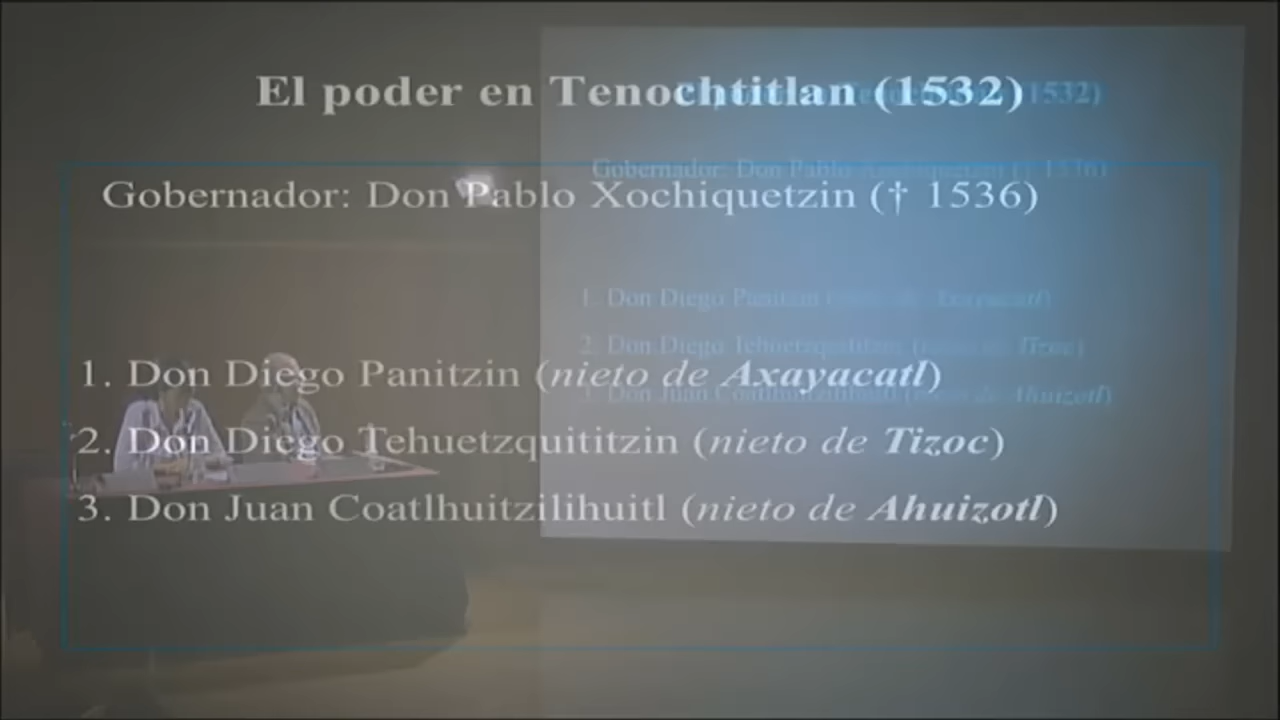 El poder en Tenochtitlan (1532)
Gobernador: Don Pablo Xochiquetzin († 1536)
1. Don Diego Panitzin (nieto de Axayacatl)
2. Don Diego Tehuetzquititzin (nieto de Tizoc)
3. Don Juan Coatlhuitzilihuitl (nieto de Ahuizotl)